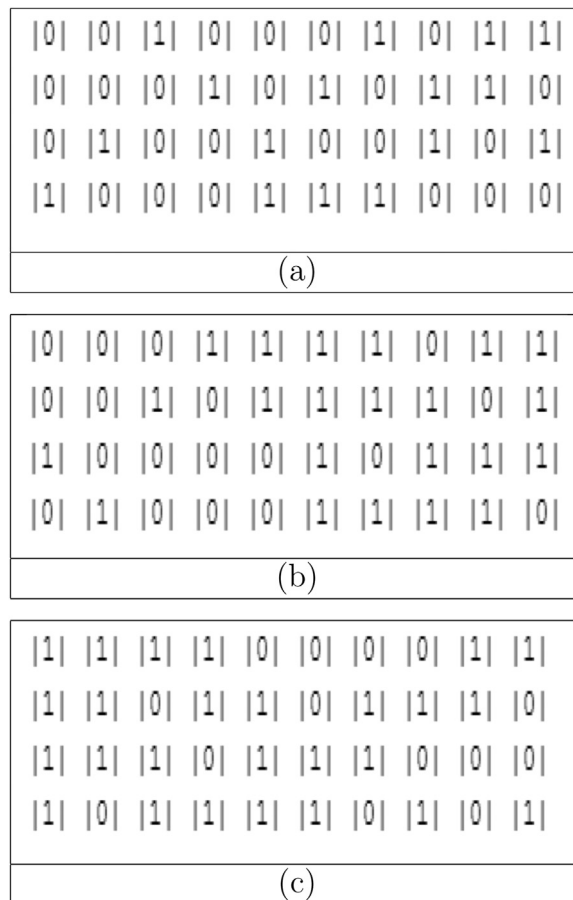 |0| |0| |1| |0| |0| |0| |1| |0| |1| |1|
|0| |0| |0| |1| |0| |1| |0| |1| |1| |0|
|0| |1| |0| |0| |1| |0| |0| |1| |0| |1|
|1| |0| |0| |0| |1| |1| |1| |0| |0| |0|
(a)
|0| |0| |0| |1| |1| |1| |1| |0| |1| |1|
|0| |0| |1| |0| |1| |1| |1| |1| |0| |1|
|1| |0| |0| |0| |0| |1| |0| |1| |1| |1|
|0| |1| |0| |0| |0| |1| |1| |1| |1| |0|
(b)
|1| |1| |1| |1| |0| |0| |0| |0| |1| |1|
|1| |1| |0| |1| |1| |0| |1| |1| |1| |0|
|1| |1| |1| |0| |1| |1| |1| |0| |0| |0|
|1| |0| |1| |1| |1| |1| |0| |1| |0| |1|
(c)